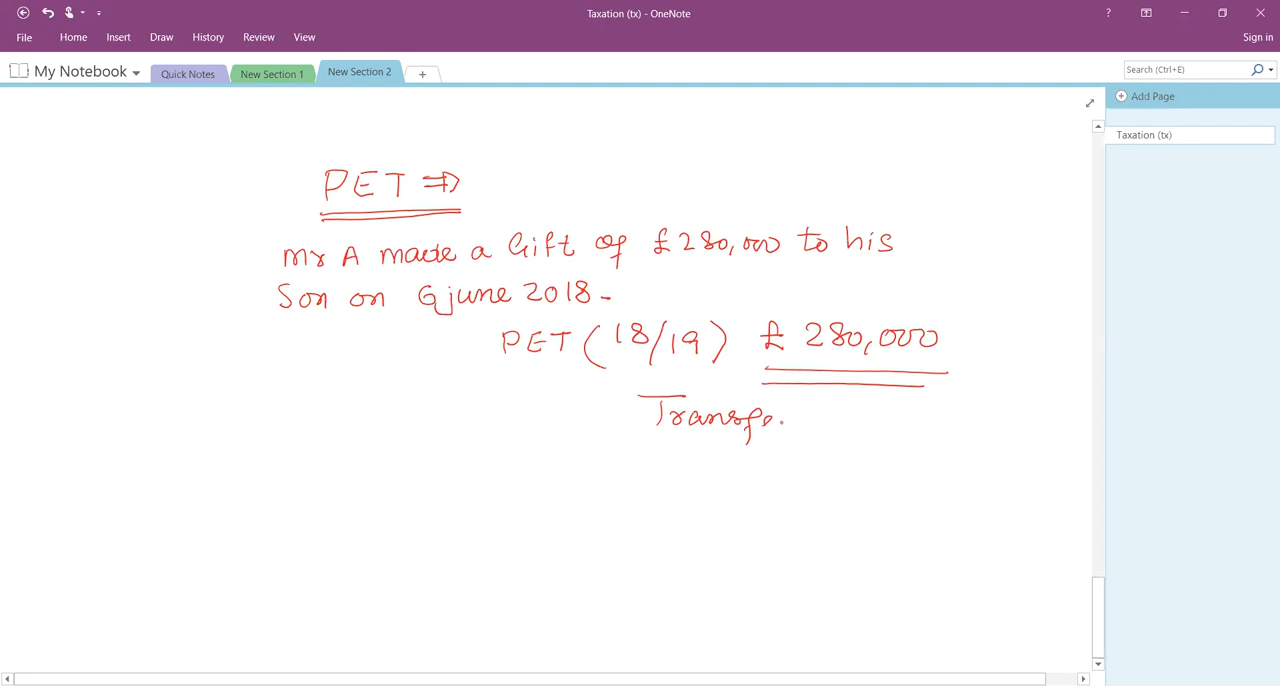 Taxation (tx) - OneNote
?
File Home Insert Draw History Review View
Sign in
My Notebook
Quick Notes
New Section 1
New Section 2
+
Search (Ctrl+E)
Add Page
Taxation (tx)
PET ⇒
Mr A made a Gift of £280,000 to his
Son on 6 june 2018.
PET (18/19) £ 280,000
Transfe.